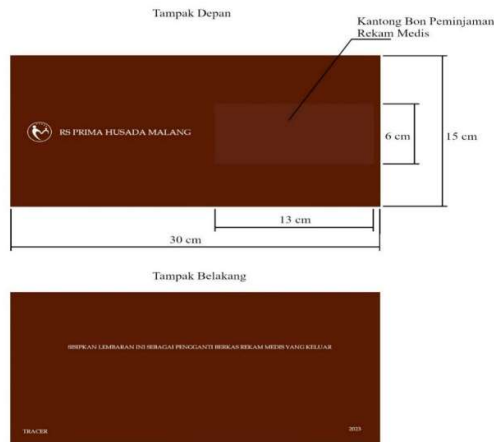 Tampak Depan
Kantong Bon Peminjaman
Rekam Medis
RS PRIMA HUSADA MALANG
6 cm
15 cm
13 cm
30 cm
Tampak Belakang
SISIPKAN LEMBARAN INI SEBAGAI PENGGANTI BERKAS REKAM MEDIS YANG KELUAR
TRACER
2023